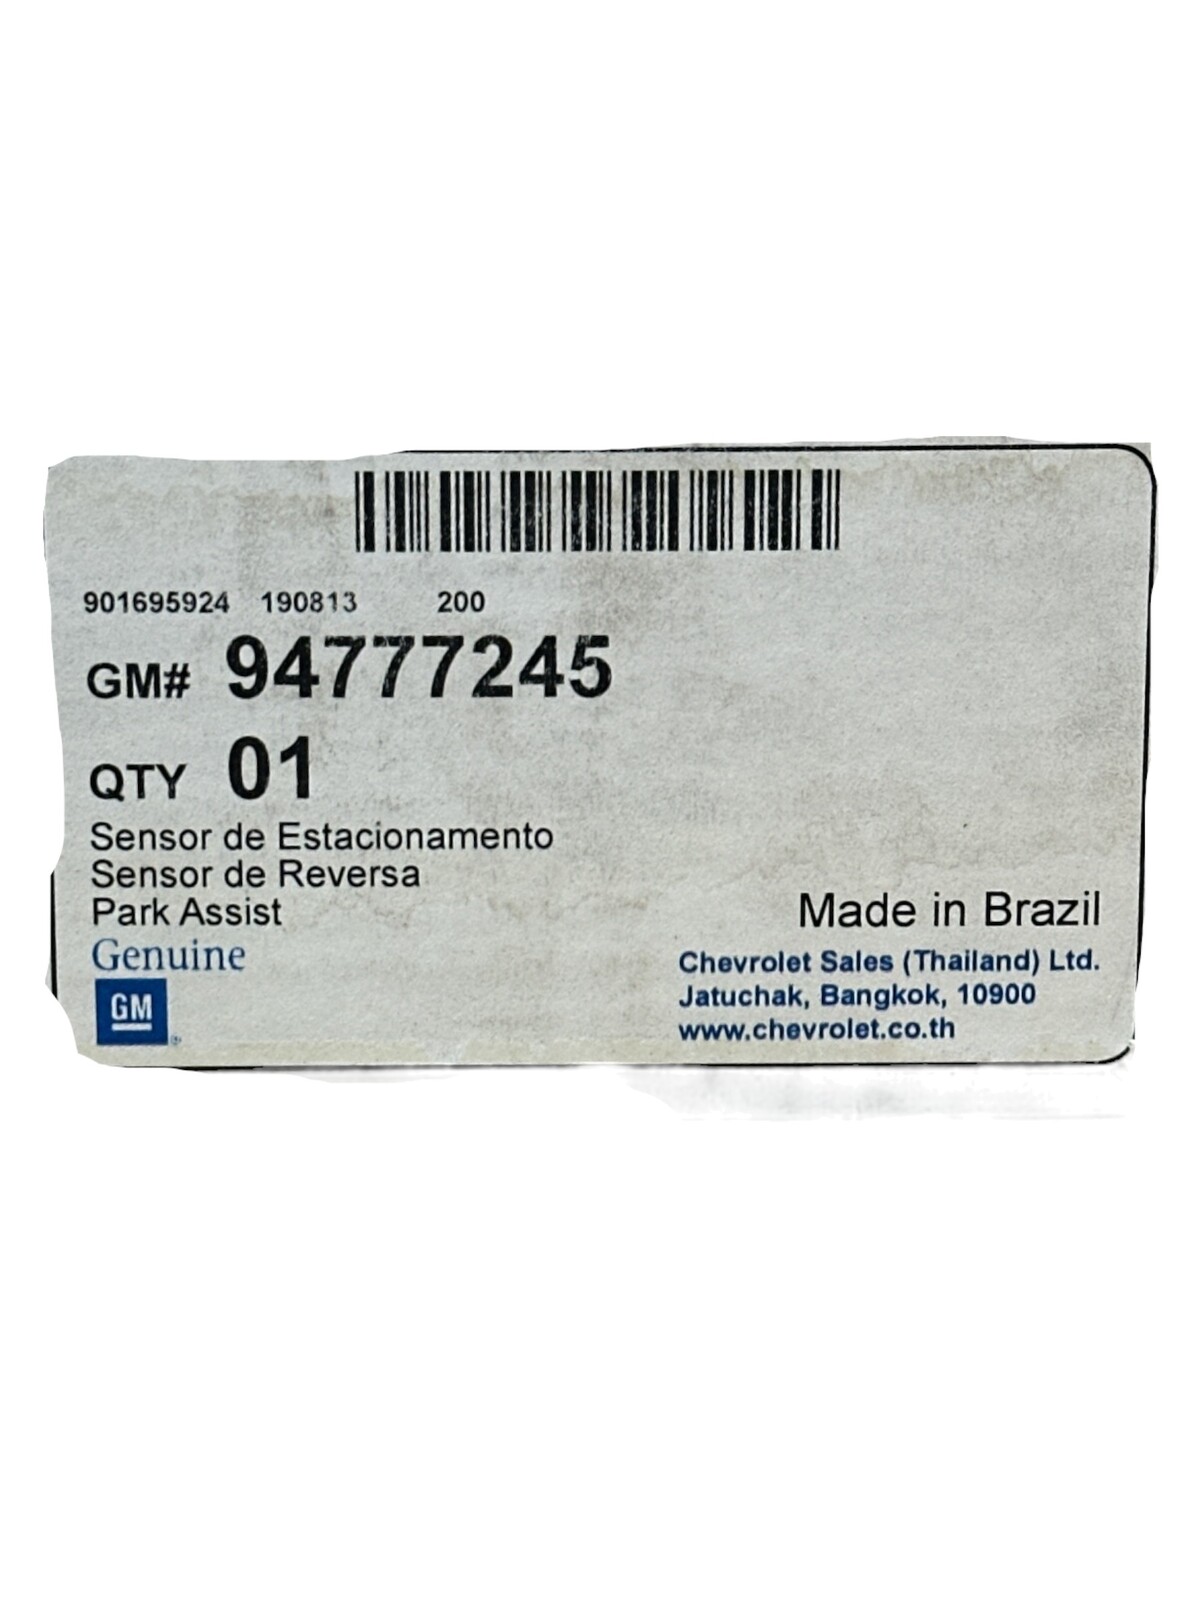 901695924 190813 200
GM# 94777245
QTY 01
Sensor de Estacionamento
Sensor de Reversa
Park Assist
Made in Brazil
Genuine
GM
®
Chevrolet Sales (Thailand) Ltd.
Jatuchak, Bangkok, 10900
www.chevrolet.co.th